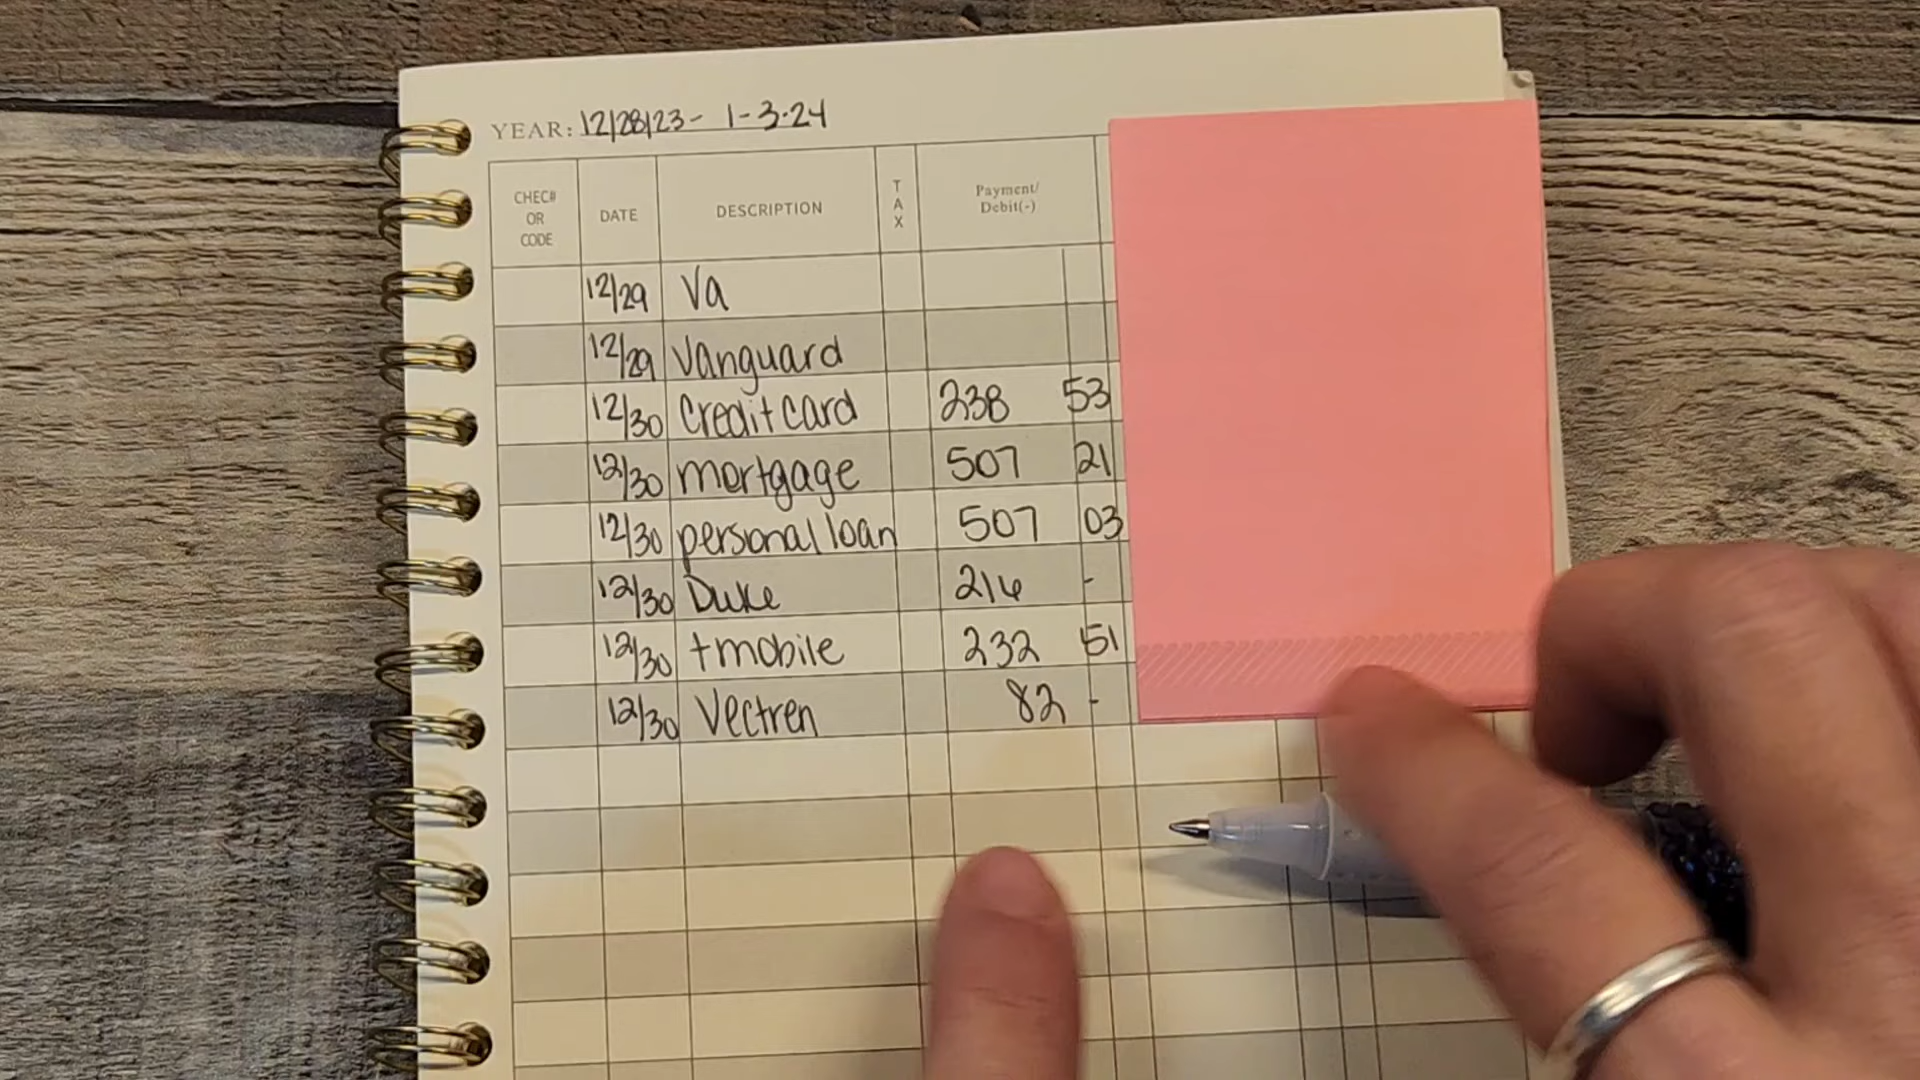 YEAR: 12/28/23- 1-3-24
CHEC# OR CODE DATE DESCRIPTION TAX Payment/ Debit(-)
12/29 Va
12/29 Vanguard
12/30 Credit card 238 53
12/30 mortgage 507 21
12/30 personal loan 507 03
12/30 Duke 216 -
12/30 tmobile 232 51
12/30 Vectren 82 -